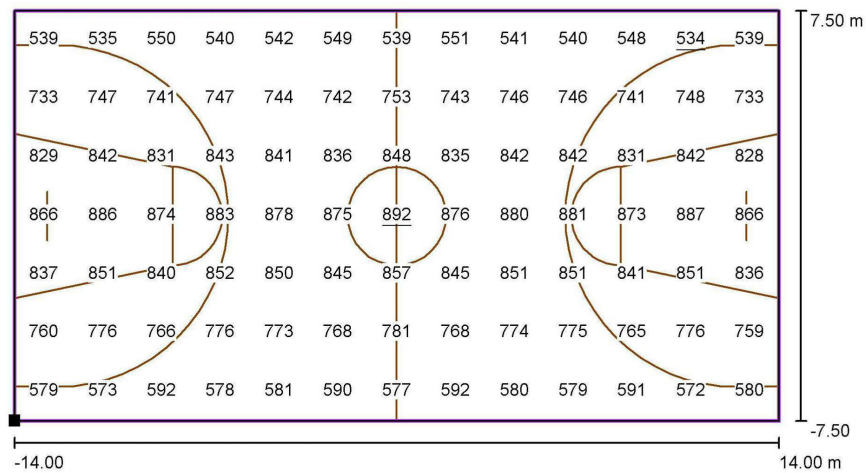 7.50 m
539 535 550 540 542 549 539 551 541 540 548 534 539
733 747 741 747 744 742 753 743 746 746 741 748 733
829 842 831 843 841 836 848 835 842 842 831 842 828
866 886 874 883 878 875 892 876 880 881 873 887 866
837 851 840 852 850 845 857 845 851 851 841 851 836
760 776 766 776 773 768 781 768 774 775 765 776 759
579 573 592 578 581 590 577 592 580 579 591 572 580
-7.50
-14.00 14.00 m